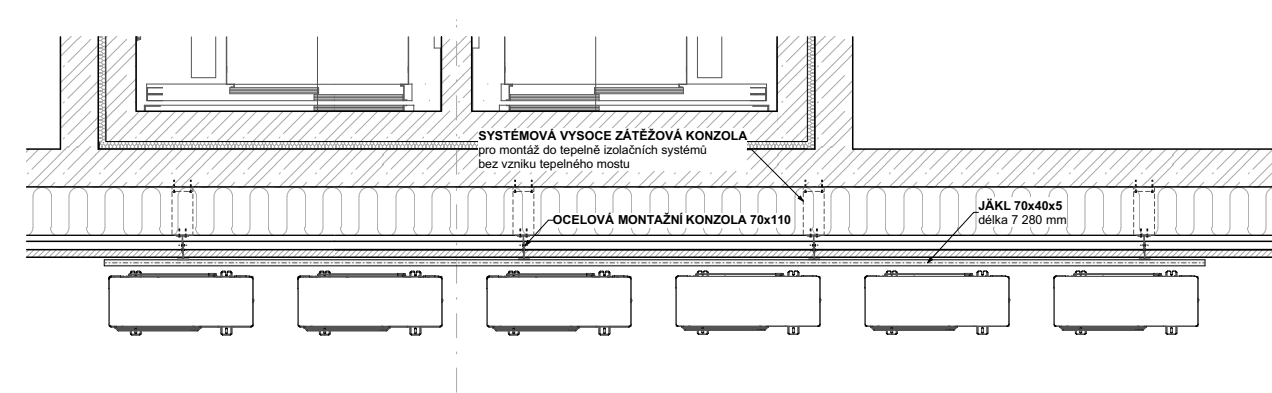 SYSTÉMOVÁ VYSOCE ZÁTĚŽOVÁ KONZOLA
pro montáž do tepelně izolačních systémů
bez vzniku tepelného mostu
OCELOVÁ MONTAŽNÍ KONZOLA 70x110
JÄKL 70x40x5
délka 7 280 mm